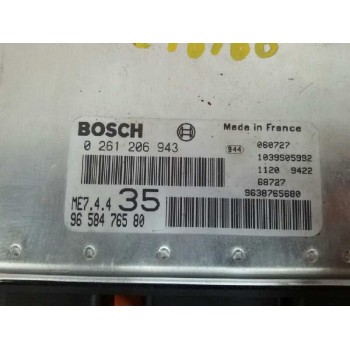 BOSCH
Made in France
0 261 206 943
944
060727
1039S05992
1120 9422
68727
9638765680
ME7.4.4 35
96 584 765 80